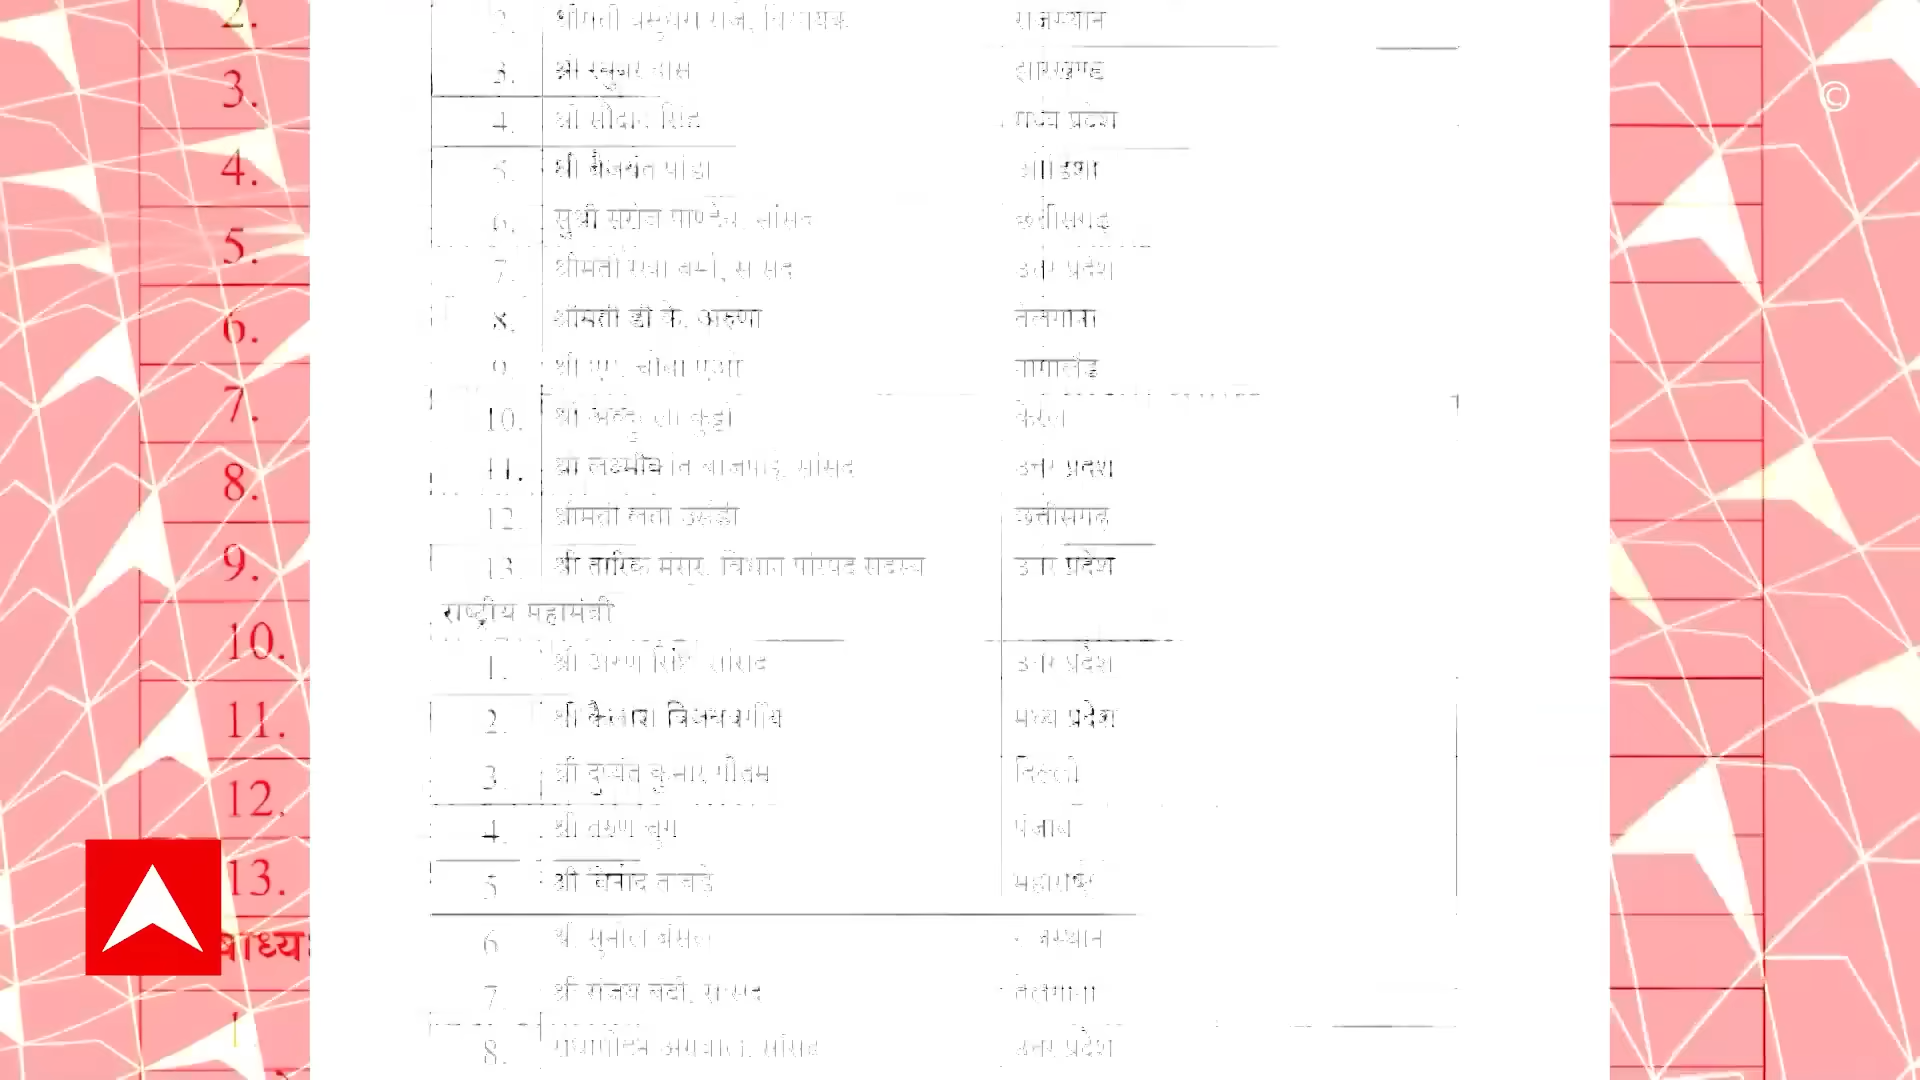 2. श्रीमती वसुंधरा राजे, विधायक राजस्थान
3. श्री रघुबर दास झारखण्ड
4. श्री सौदान सिंह मध्य प्रदेश
5. श्री वैजयंत पांडा ओडिशा
6. सुश्री सरोज पाण्डेय, सांसद छत्तीसगढ़
7. श्रीमती रेखा वर्मा, सांसद उत्तर प्रदेश
8. श्रीमती डी के. अरुणा तेलंगाना
9. श्री एम. चौबा एओ नागालैंड
10. श्री अब्दुल्ला कुट्टी केरल
11. श्री लक्ष्मीकांत बाजपाई, सांसद उत्तर प्रदेश
12. श्रीमती लता उसेंडी छत्तीसगढ़
13. श्री तारिक मंसूर, विधान परिषद सदस्य उत्तर प्रदेश
राष्ट्रीय महामंत्री
1. श्री अरुण सिंह, सांसद उत्तर प्रदेश
2. श्री कैलाश विजयवर्गीय मध्य प्रदेश
3. श्री दुष्यंत कुमार गौतम दिल्ली
4. श्री तरुण चुग पंजाब
5. श्री विनोद तावडे महाराष्ट्र
6. श्री सुनील बंसल राजस्थान
7. श्री संजय बंदी, सांसद तेलंगाना
8. राधामोहन अग्रवाल, सांसद उत्तर प्रदेश
2.
3.
4.
5.
6.
7.
8.
9.
10.
11.
12.
13.
©